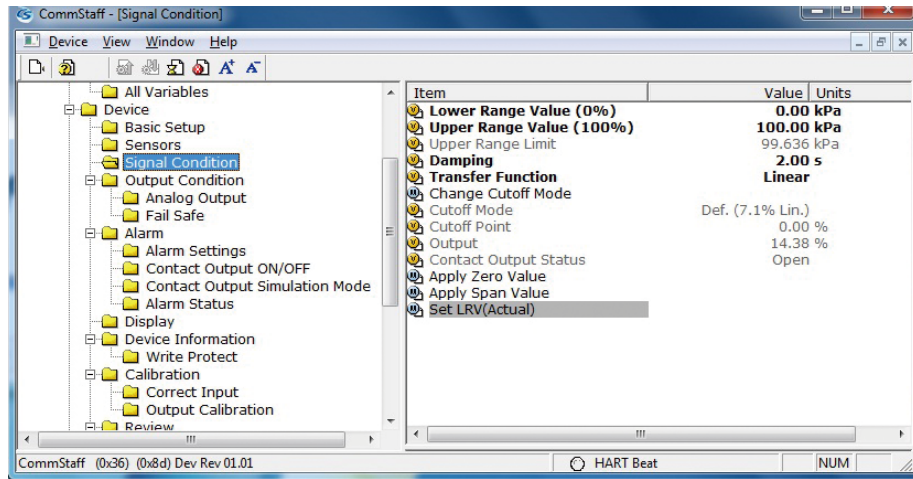 CommStaff - [Signal Condition]
Device View Window Help
All Variables
Device
Basic Setup
Sensors
Signal Condition
Output Condition
Analog Output
Fail Safe
Alarm
Alarm Settings
Contact Output ON/OFF
Contact Output Simulation Mode
Alarm Status
Display
Device Information
Write Protect
Calibration
Correct Input
Output Calibration
Review
Item Value Units
Lower Range Value (0%) 0.00 kPa
Upper Range Value (100%) 100.00 kPa
Upper Range Limit 99.636 kPa
Damping 2.00 s
Transfer Function Linear
Change Cutoff Mode
Cutoff Mode Def. (7.1% Lin.)
Cutoff Point 0.00 %
Output 14.38 %
Contact Output Status Open
Apply Zero Value
Apply Span Value
Set LRV(Actual)
CommStaff (0x36) (0x8d) Dev Rev 01.01 HART Beat NUM